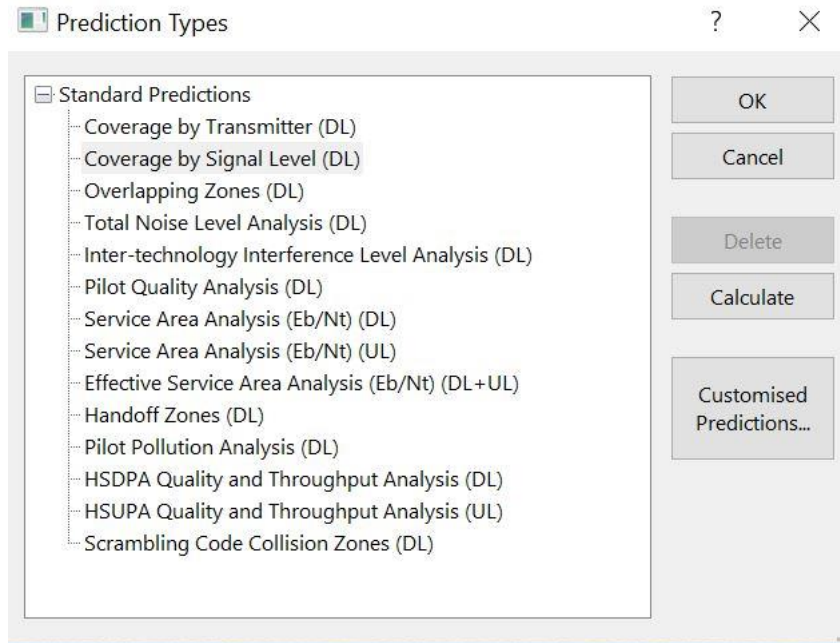 Prediction Types
?
Standard Predictions
Coverage by Transmitter (DL)
Coverage by Signal Level (DL)
Overlapping Zones (DL)
Total Noise Level Analysis (DL)
Inter-technology Interference Level Analysis (DL)
Pilot Quality Analysis (DL)
Service Area Analysis (Eb/Nt) (DL)
Service Area Analysis (Eb/Nt) (UL)
Effective Service Area Analysis (Eb/Nt) (DL+UL)
Handoff Zones (DL)
Pilot Pollution Analysis (DL)
HSDPA Quality and Throughput Analysis (DL)
HSUPA Quality and Throughput Analysis (UL)
Scrambling Code Collision Zones (DL)
OK
Cancel
Delete
Calculate
Customised
Predictions...